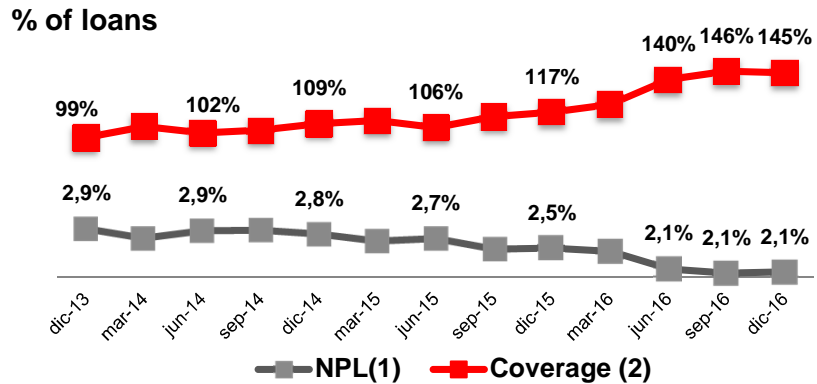 % of loans
99% 102% 109% 106% 117% 140% 146% 145%
2,9% 2,9% 2,8% 2,7% 2,5% 2,1% 2,1% 2,1%
dic-13 mar-14 jun-14 sep-14 dic-14 mar-15 jun-15 sep-15 dic-15 mar-16 jun-16 sep-16 dic-16
NPL(1) Coverage (2)